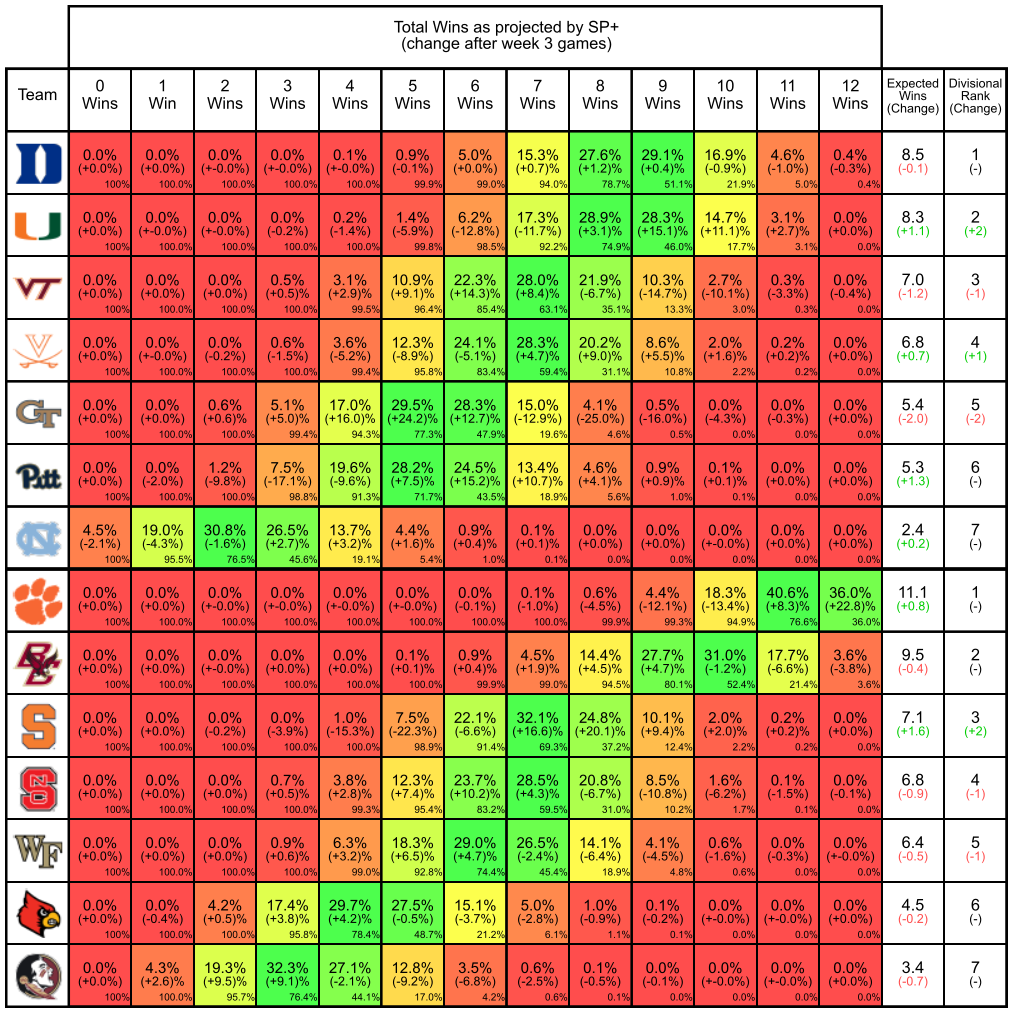 Total Wins as projected by SP+
(change after week 3 games)
Team 0 Wins 1 Win 2 Wins 3 Wins 4 Wins 5 Wins 6 Wins 7 Wins 8 Wins 9 Wins 10 Wins 11 Wins 12 Wins Expected Wins (Change) Divisional Rank (Change)
D
0.0% 0.0% 0.0% 0.0% 0.1% 0.9% 5.0% 15.3% 27.6% 29.1% 16.9% 4.6% 0.4% 8.5 1
(+0.0%) (+0.0%) (+-0.0%) (+-0.0%) (+-0.0%) (-0.1%) (+0.0%) (+0.7%) (+1.2%) (+0.4%) (-0.9%) (-1.0%) (-0.3%) (-0.1) (-)
100% 100.0% 100.0% 100.0% 100.0% 99.9% 99.0% 94.0% 78.7% 51.1% 21.9% 5.0% 0.4%
U
0.0% 0.0% 0.0% 0.0% 0.2% 1.4% 6.2% 17.3% 28.9% 28.3% 14.7% 3.1% 0.0% 8.3 2
(+0.0%) (+-0.0%) (+-0.0%) (-0.2%) (-1.4%) (-5.9%) (-12.8%) (-11.7%) (+3.1%) (+15.1%) (+11.1%) (+2.7%) (+0.0%) (+1.1) (+2)
100% 100.0% 100.0% 100.0% 100.0% 99.8% 98.5% 92.2% 74.9% 46.0% 17.7% 3.1% 0.0%
VT
0.0% 0.0% 0.0% 0.5% 3.1% 10.9% 22.3% 28.0% 21.9% 10.3% 2.7% 0.3% 0.0% 7.0 3
(+0.0%) (+0.0%) (+0.0%) (+0.5%) (+2.9)% (+9.1)% (+14.3)% (+8.4)% (-6.7)% (-14.7)% (-10.1)% (-3.3%) (-0.4%) (-1.2) (-1)
100% 100.0% 100.0% 100.0% 99.5% 96.4% 85.4% 63.1% 35.1% 13.3% 3.0% 0.3% 0.0%
V
0.0% 0.0% 0.0% 0.6% 3.6% 12.3% 24.1% 28.3% 20.2% 8.6% 2.0% 0.2% 0.0% 6.8 4
(+0.0%) (+-0.0%) (-0.2%) (-1.5%) (-5.2%) (-8.9%) (-5.1%) (+4.7%) (+9.0)% (+5.5)% (+1.6%) (+0.2%) (+0.0%) (+0.7) (+1)
100% 100.0% 100.0% 100.0% 99.4% 95.8% 83.4% 59.4% 31.1% 10.8% 2.2% 0.2% 0.0%
GT
0.0% 0.0% 0.6% 5.1% 17.0% 29.5% 28.3% 15.0% 4.1% 0.5% 0.0% 0.0% 0.0% 5.4 5
(+0.0%) (+0.0%) (+0.6%) (+5.0)% (+16.0)% (+24.2)% (+12.7)% (-12.9)% (-25.0)% (-16.0)% (-4.3%) (-0.3%) (+0.0%) (-2.0) (-2)
100% 100.0% 100.0% 99.4% 94.3% 77.3% 47.9% 19.6% 4.6% 0.5% 0.0% 0.0% 0.0%
Pitt
0.0% 0.0% 1.2% 7.5% 19.6% 28.2% 24.5% 13.4% 4.6% 0.9% 0.1% 0.0% 0.0% 5.3 6
(+0.0%) (-2.0%) (-9.8%) (-17.1%) (-9.6%) (+7.5)% (+15.2)% (+10.7)% (+4.1)% (+0.9)% (+0.1%) (+0.0%) (+0.0%) (+1.3) (-)
100% 100.0% 100.0% 98.8% 91.3% 71.7% 43.5% 18.9% 5.6% 1.0% 0.1% 0.0% 0.0%
NC
4.5% 19.0% 30.8% 26.5% 13.7% 4.4% 0.9% 0.1% 0.0% 0.0% 0.0% 0.0% 0.0% 2.4 7
(-2.1%) (-4.3%) (-1.6%) (+2.7%) (+3.2)% (+1.6%) (+0.4%) (+0.1%) (+0.0%) (+0.0%) (+-0.0%) (+0.0%) (+0.0%) (+0.2) (-)
100% 95.5% 76.5% 45.6% 19.1% 5.4% 1.0% 0.1% 0.0% 0.0% 0.0% 0.0% 0.0%
0.0% 0.0% 0.0% 0.0% 0.0% 0.0% 0.0% 0.1% 0.6% 4.4% 18.3% 40.6% 36.0% 11.1 1
(+0.0%) (+0.0%) (+-0.0%) (+-0.0%) (+-0.0%) (+-0.0%) (-0.1%) (-1.0%) (-4.5%) (-12.1%) (-13.4%) (+8.3)% (+22.8)% (+0.8) (-)
100% 100.0% 100.0% 100.0% 100.0% 100.0% 100.0% 100.0% 99.9% 99.3% 94.9% 76.6% 36.0%
BC
0.0% 0.0% 0.0% 0.0% 0.0% 0.1% 0.9% 4.5% 14.4% 27.7% 31.0% 17.7% 3.6% 9.5 2
(+0.0%) (+0.0%) (+-0.0%) (+0.0%) (+0.0%) (+0.1%) (+0.4%) (+1.9%) (+4.5%) (+4.7%) (-1.2%) (-6.6%) (-3.8%) (-0.4) (-)
100% 100.0% 100.0% 100.0% 100.0% 100.0% 99.9% 99.0% 94.5% 80.1% 52.4% 21.4% 3.6%
S
0.0% 0.0% 0.0% 0.0% 1.0% 7.5% 22.1% 32.1% 24.8% 10.1% 2.0% 0.2% 0.0% 7.1 3
(+0.0%) (+0.0%) (-0.2%) (-3.9%) (-15.3%) (-22.3%) (-6.6%) (+16.6)% (+20.1)% (+9.4)% (+2.0)% (+0.2)% (+0.0%) (+1.6) (+2)
100% 100.0% 100.0% 100.0% 100.0% 98.9% 91.4% 69.3% 37.2% 12.4% 2.2% 0.2% 0.0%
NCS
0.0% 0.0% 0.0% 0.7% 3.8% 12.3% 23.7% 28.5% 20.8% 8.5% 1.6% 0.1% 0.0% 6.8 4
(+0.0%) (+0.0%) (+0.0%) (+0.5%) (+2.8)% (+7.4)% (+10.2)% (+4.3)% (-6.7)% (-10.8)% (-6.2%) (-1.5%) (-0.1%) (-0.9) (-1)
100% 100.0% 100.0% 100.0% 99.3% 95.4% 83.2% 59.5% 31.0% 10.2% 1.7% 0.1% 0.0%
WF
0.0% 0.0% 0.0% 0.9% 6.3% 18.3% 29.0% 26.5% 14.1% 4.1% 0.6% 0.0% 0.0% 6.4 5
(+0.0%) (+0.0%) (+0.0%) (+0.6%) (+3.2)% (+6.5)% (+4.7)% (-2.4)% (-6.4)% (-4.5%) (-1.6%) (-0.3%) (+-0.0%) (-0.5) (-1)
100% 100.0% 100.0% 100.0% 99.0% 92.8% 74.4% 45.4% 18.9% 4.8% 0.6% 0.0% 0.0%
0.0% 0.0% 4.2% 17.4% 29.7% 27.5% 15.1% 5.0% 1.0% 0.1% 0.0% 0.0% 0.0% 4.5 6
(+0.0%) (-0.4%) (+0.5%) (+3.8)% (+4.2)% (-0.5%) (-3.7%) (-2.8%) (-0.9%) (-0.2%) (+-0.0%) (+-0.0%) (+0.0%) (-0.2) (-)
100% 100.0% 100.0% 95.8% 78.4% 48.7% 21.2% 6.1% 1.1% 0.1% 0.0% 0.0% 0.0%
0.0% 4.3% 19.3% 32.3% 27.1% 12.8% 3.5% 0.6% 0.1% 0.0% 0.0% 0.0% 0.0% 3.4 7
(+0.0%) (+2.6%) (+9.5)% (+9.1)% (-2.1%) (-9.2%) (-6.8%) (-2.5%) (-0.5%) (-0.1%) (+-0.0%) (+-0.0%) (+0.0%) (-0.7) (-)
100% 100.0% 95.7% 76.4% 44.1% 17.0% 4.2% 0.6% 0.1% 0.0% 0.0% 0.0% 0.0%